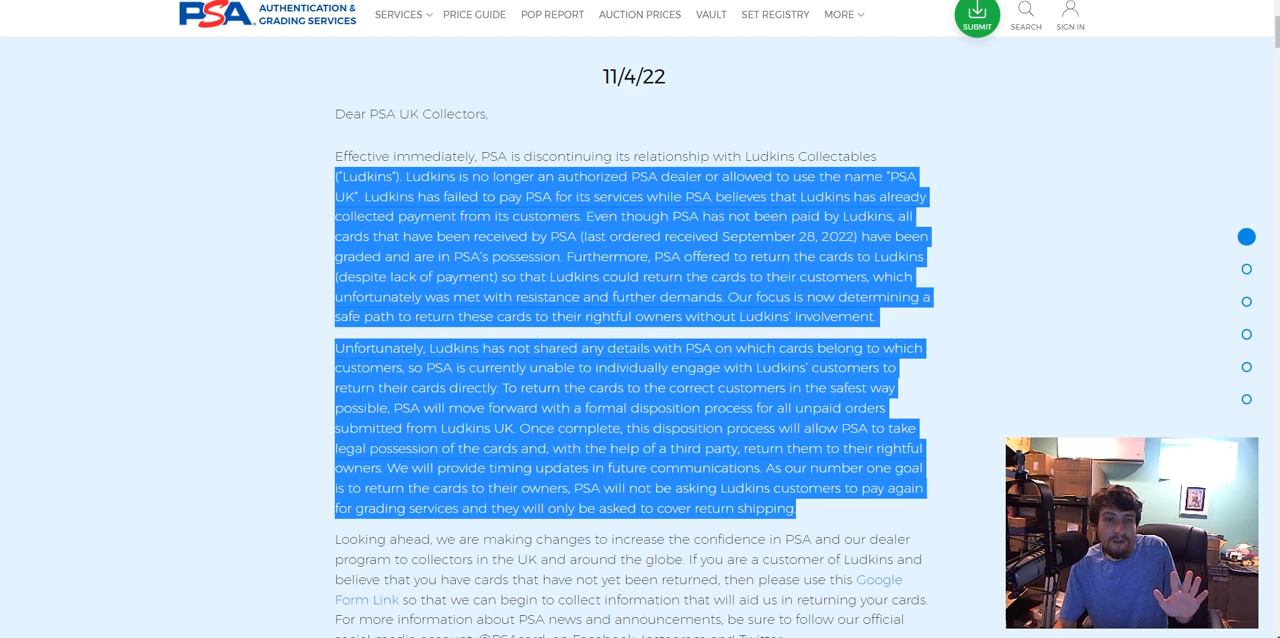 PSA AUTHENTICATION &
GRADING SERVICES
SERVICES PRICE GUIDE POP REPORT AUCTION PRICES VAULT SET REGISTRY MORE
SUBMIT SEARCH SIGN IN
11/4/22
Dear PSA UK Collectors,
Effective immediately, PSA is discontinuing its relationship with Ludkins Collectables
(“Ludkins”). Ludkins is no longer an authorized PSA dealer or allowed to use the name “PSA
UK”. Ludkins has failed to pay PSA for its services while PSA believes that Ludkins has already
collected payment from its customers. Even though PSA has not been paid by Ludkins, all
cards that have been received by PSA (last ordered received September 28, 2022) have been
graded and are in PSA’s possession. Furthermore, PSA offered to return the cards to Ludkins
(despite lack of payment) so that Ludkins could return the cards to their customers, which
unfortunately was met with resistance and further demands. Our focus is now determining a
safe path to return these cards to their rightful owners without Ludkins’ involvement.
Unfortunately, Ludkins has not shared any details with PSA on which cards belong to which
customers, so PSA is currently unable to individually engage with Ludkins’ customers to
return their cards directly. To return the cards to the correct customers in the safest way
possible, PSA will move forward with a formal disposition process for all unpaid orders
submitted from Ludkins UK. Once complete, this disposition process will allow PSA to take
legal possession of the cards and, with the help of a third party, return them to their rightful
owners. We will provide timing updates in future communications. As our number one goal
is to return the cards to their owners, PSA will not be asking Ludkins customers to pay again
for grading services and they will only be asked to cover return shipping.
Looking ahead, we are making changes to increase the confidence in PSA and our dealer
program to collectors in the UK and around the globe. If you are a customer of Ludkins and
believe that you have cards that have not yet been returned, then please use this Google
Form Link so that we can begin to collect information that will aid us in returning your cards.
For more information about PSA news and announcements, be sure to follow our official
social media account, @PSAcard, on Facebook, Instagram and Twitter.